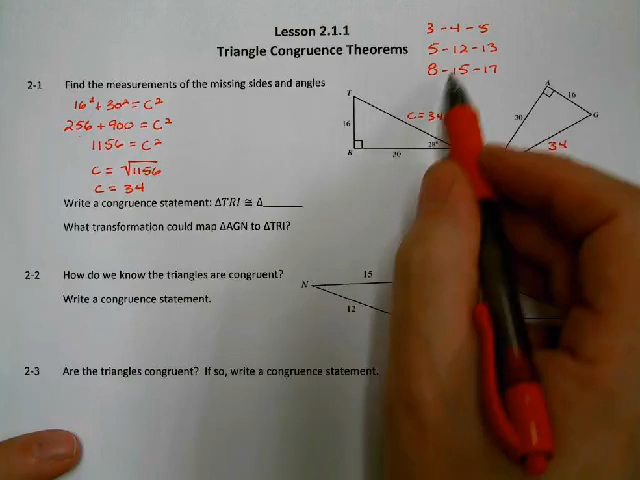 Lesson 2.1.1
Triangle Congruence Theorems
3 - 4 - 5
5 - 12 - 13
8 - 15 - 17
2-1 Find the measurements of the missing sides and angles
16² + 30² = C²
256 + 900 = C²
1156 = C²
C = √1156
C = 34
T
16
R
30
28°
C = 34
A
16
G
30
34
Write a congruence statement: ΔTRI ≅ Δ______
What transformation could map ΔAGN to ΔTRI?
2-2 How do we know the triangles are congruent?
Write a congruence statement.
N
15
12
2-3 Are the triangles congruent? If so, write a congruence statement.